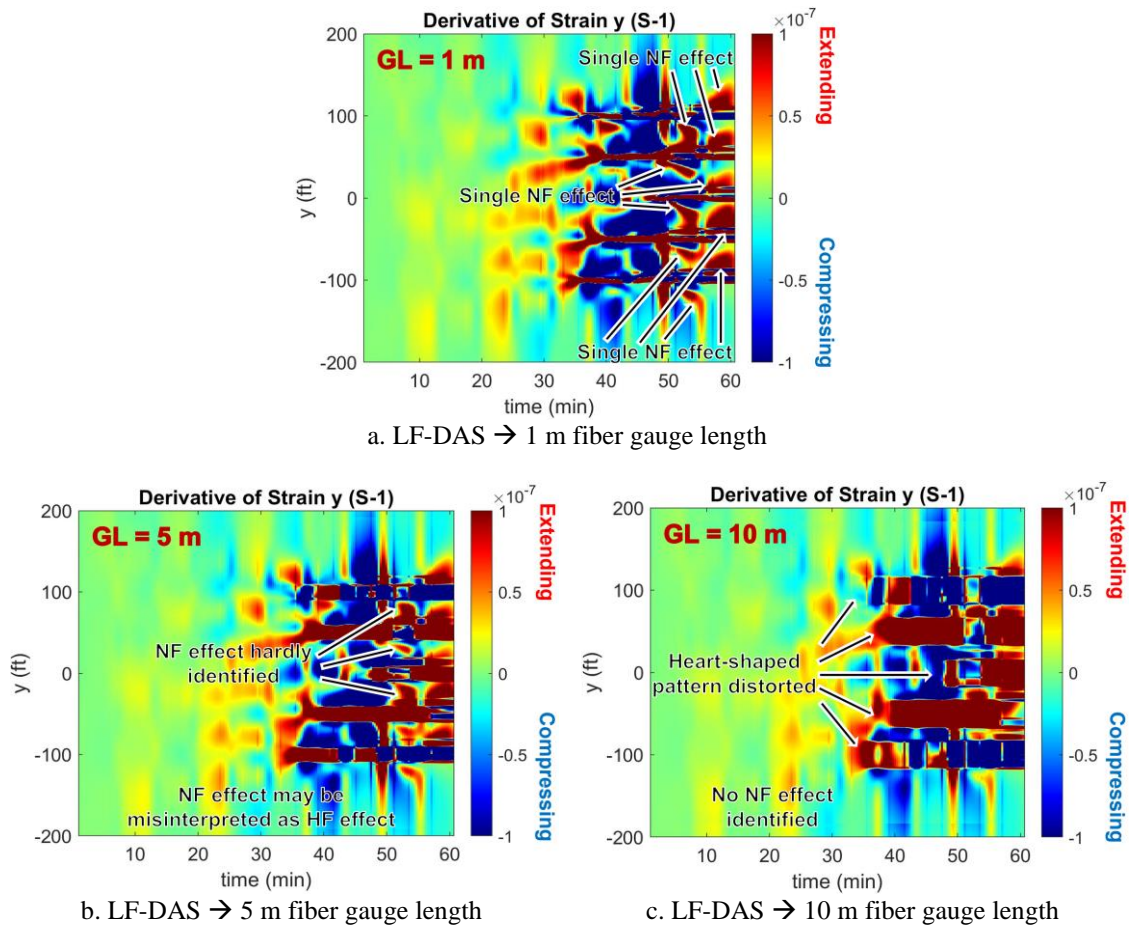 Derivative of Strain y (S-1)
×10⁻⁷
GL = 1 m
Single NF effect
Single NF effect
Single NF effect
200
100
0
-100
-200
y (ft)
10 20 30 40 50 60
time (min)
1
0.5
0
-0.5
-1
Extending
Compressing
a. LF-DAS → 1 m fiber gauge length
Derivative of Strain y (S-1)
×10⁻⁷
GL = 5 m
NF effect hardly
identified
NF effect may be
misinterpreted as HF effect
200
100
0
-100
-200
y (ft)
10 20 30 40 50 60
time (min)
1
0.5
0
-0.5
-1
Extending
Compressing
b. LF-DAS → 5 m fiber gauge length
Derivative of Strain y (S-1)
×10⁻⁷
GL = 10 m
Heart-shaped
pattern distorted
No NF effect
identified
200
100
0
-100
-200
y (ft)
10 20 30 40 50 60
time (min)
1
0.5
0
-0.5
-1
Extending
Compressing
c. LF-DAS → 10 m fiber gauge length